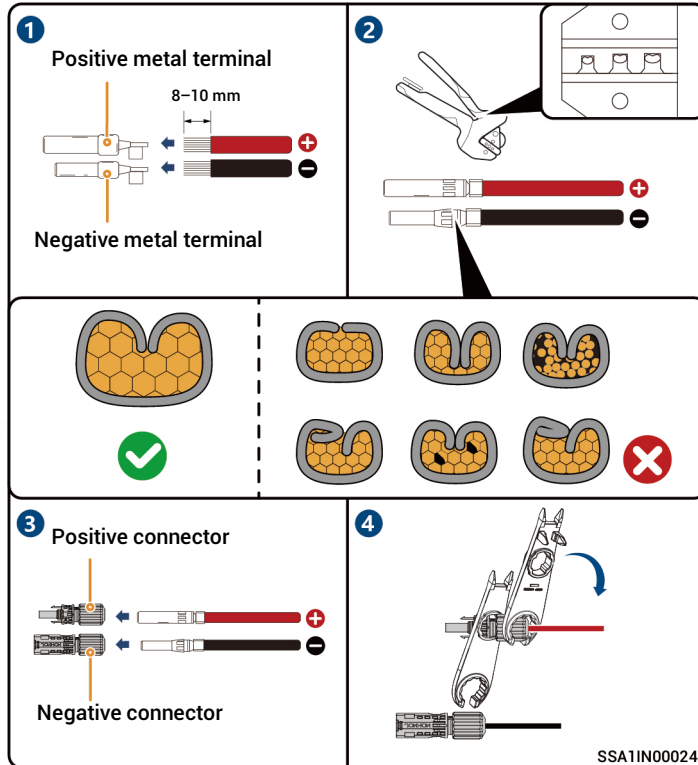 1
Positive metal terminal
8–10 mm
+
−
Negative metal terminal
2
+
−
3
Positive connector
+
−
Negative connector
4
SSA1IN00024